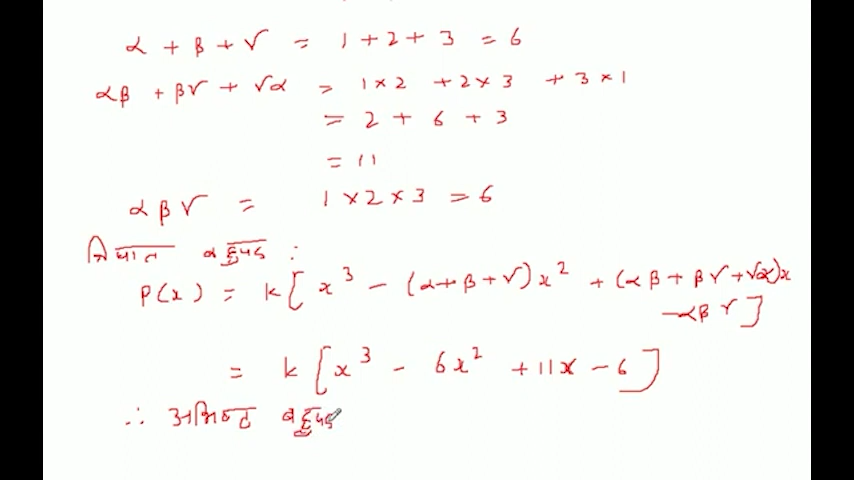 α + β + γ = 1 + 2 + 3 = 6
αβ + βγ + γα = 1 × 2 + 2 × 3 + 3 × 1
= 2 + 6 + 3
= 11
αβγ = 1 × 2 × 3 = 6
त्रिघात बहुपद :
P(x) = k[x³ - (α + β + γ)x² + (αβ + βγ + γα)x
- αβγ]
= k[x³ - 6x² + 11x - 6]
∴ अभिष्ट बहुपद